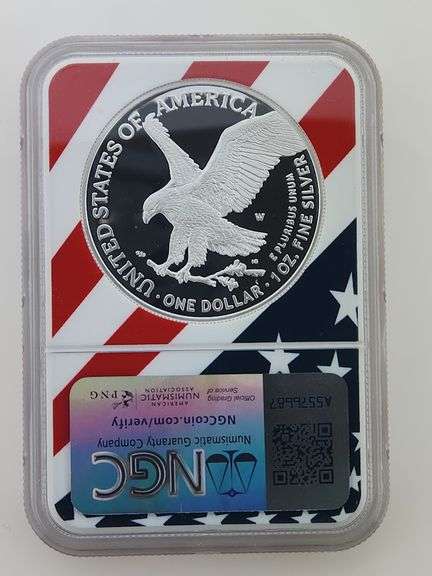 UNITED STATES OF AMERICA
W
E PLURIBUS UNUM
1 OZ. FINE SILVER
ONE DOLLAR
A5576667
Official Grading
Service of
AMERICAN
NUMISMATIC
ASSOCIATION
PNG
NGCcoin.com/verify
Numismatic Guaranty Company
NGC